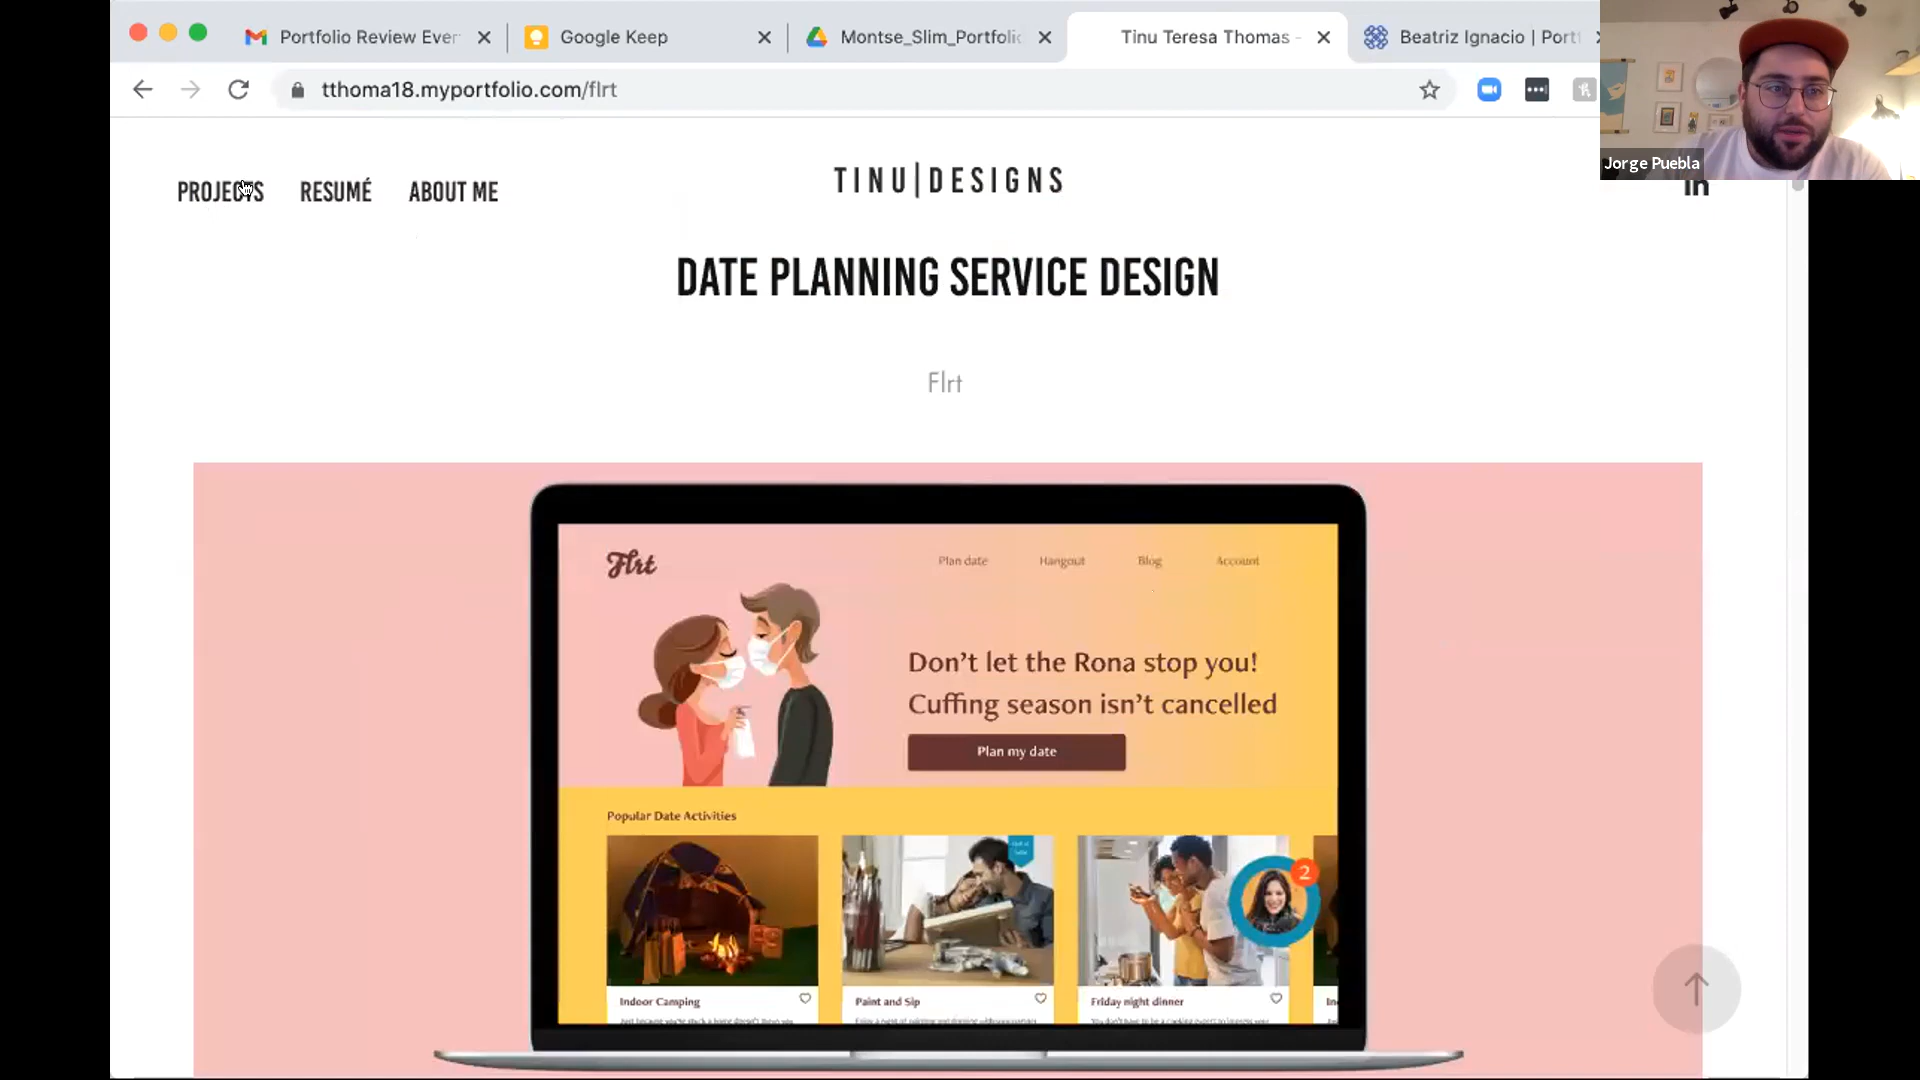 Portfolio Review Ever
Google Keep
Montse_Slim_Portfolio
Tinu Teresa Thomas -
Beatriz Ignacio | Portf
tthoma18.myportfolio.com/flrt
Jorge Puebla
PROJECTS
RESUMÉ
ABOUT ME
TINU|DESIGNS
in
DATE PLANNING SERVICE DESIGN
Flrt
Flrt
Plan date
Hangout
Blog
Account
Don't let the Rona stop you!
Cuffing season isn't cancelled
Plan my date
Popular Date Activities
2
Indoor Camping
Paint and Sip
Friday night dinner